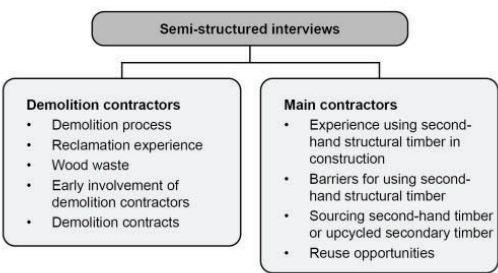 Semi-structured interviews
Demolition contractors
• Demolition process
• Reclamation experience
• Wood waste
• Early involvement of
demolition contractors
• Demolition contracts
Main contractors
• Experience using second-
hand structural timber in
construction
• Barriers for using second-
hand structural timber
• Sourcing second-hand timber
or upcycled secondary timber
• Reuse opportunities